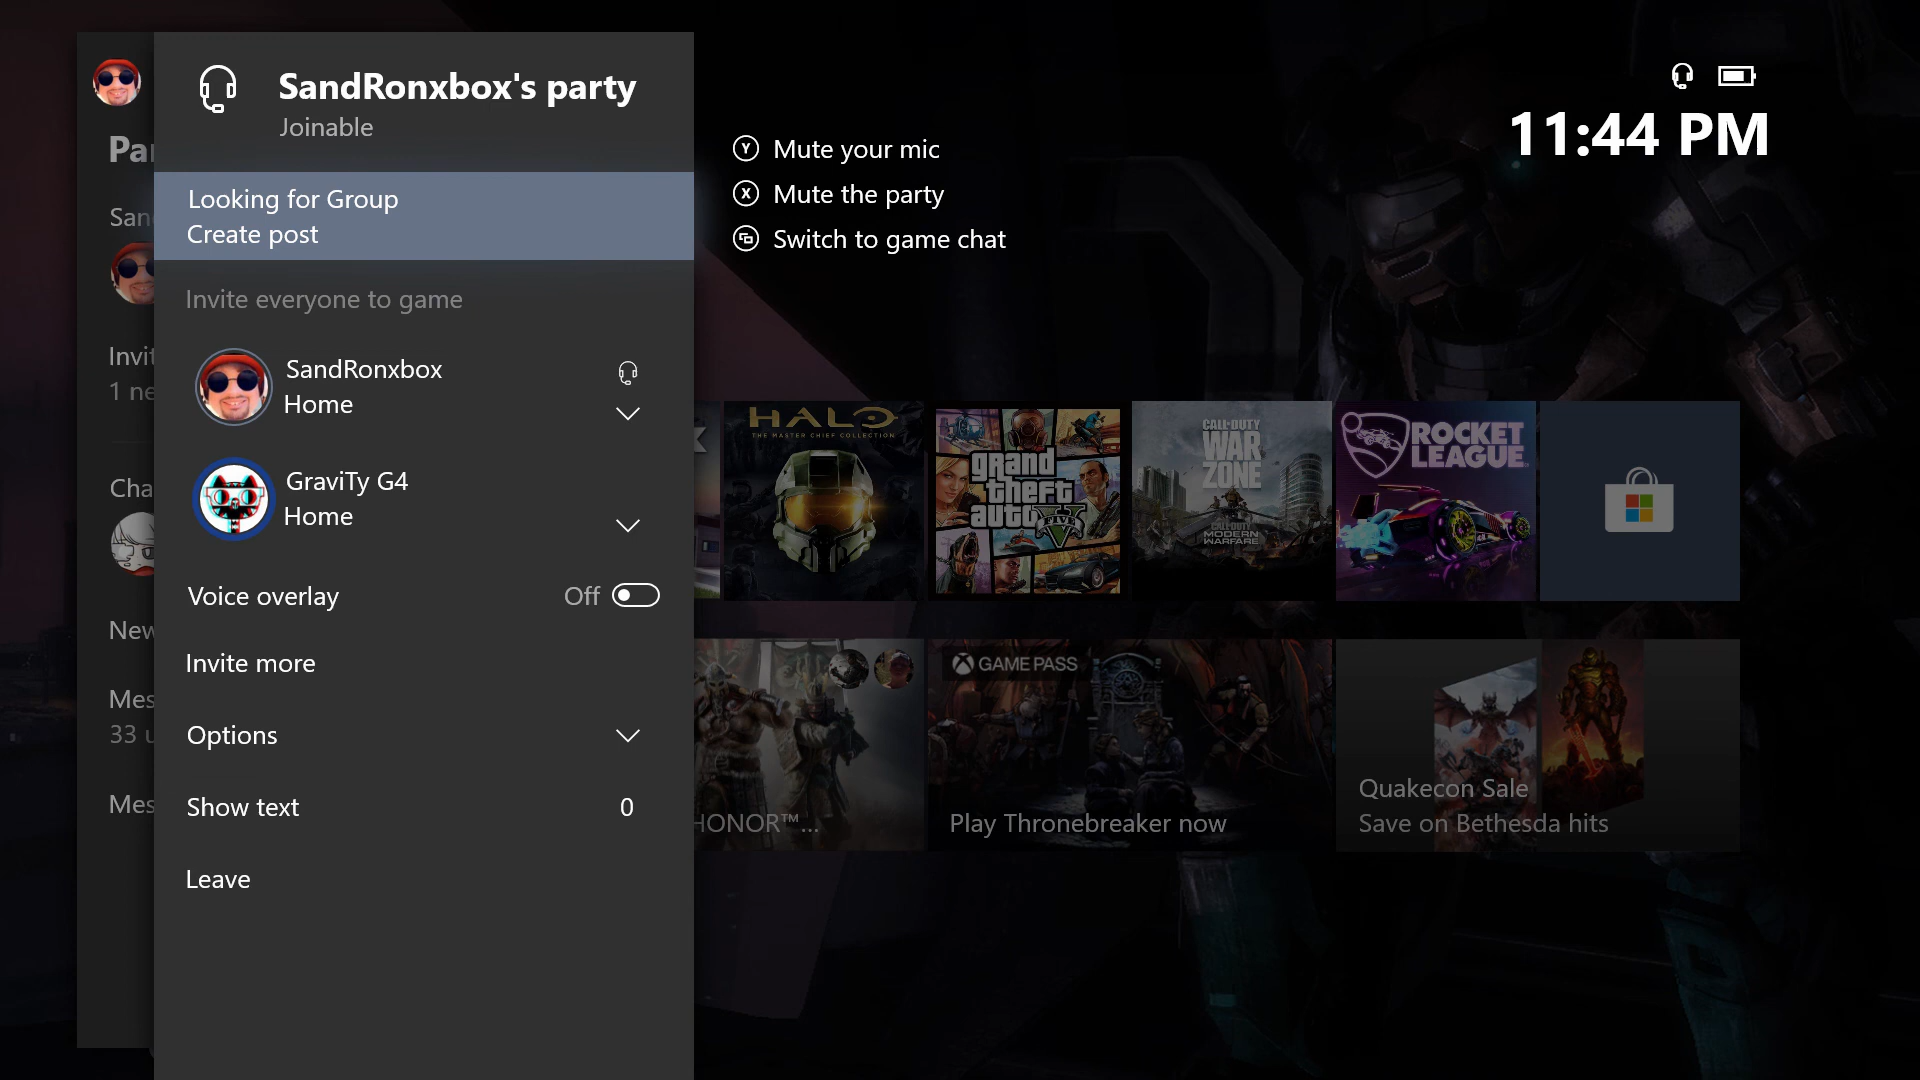 SandRonxbox's party
Joinable
Looking for Group
Create post
Invite everyone to game
SandRonxbox
Home
GraviTy G4
Home
Voice overlay Off
Invite more
Options
Show text 0
Leave
Par
San
Invit
1 ne
Cha
New
Mes
33 u
Mes
Y Mute your mic
X Mute the party
Switch to game chat
11:44 PM
HALO
THE MASTER CHIEF COLLECTION
grand
theft
auto
FIVE
CALL OF DUTY
WAR
ZONE
CALL OF DUTY
MODERN
WARFARE
ROCKET
LEAGUE
HONOR™...
GAME PASS
Play Thronebreaker now
Quakecon Sale
Save on Bethesda hits